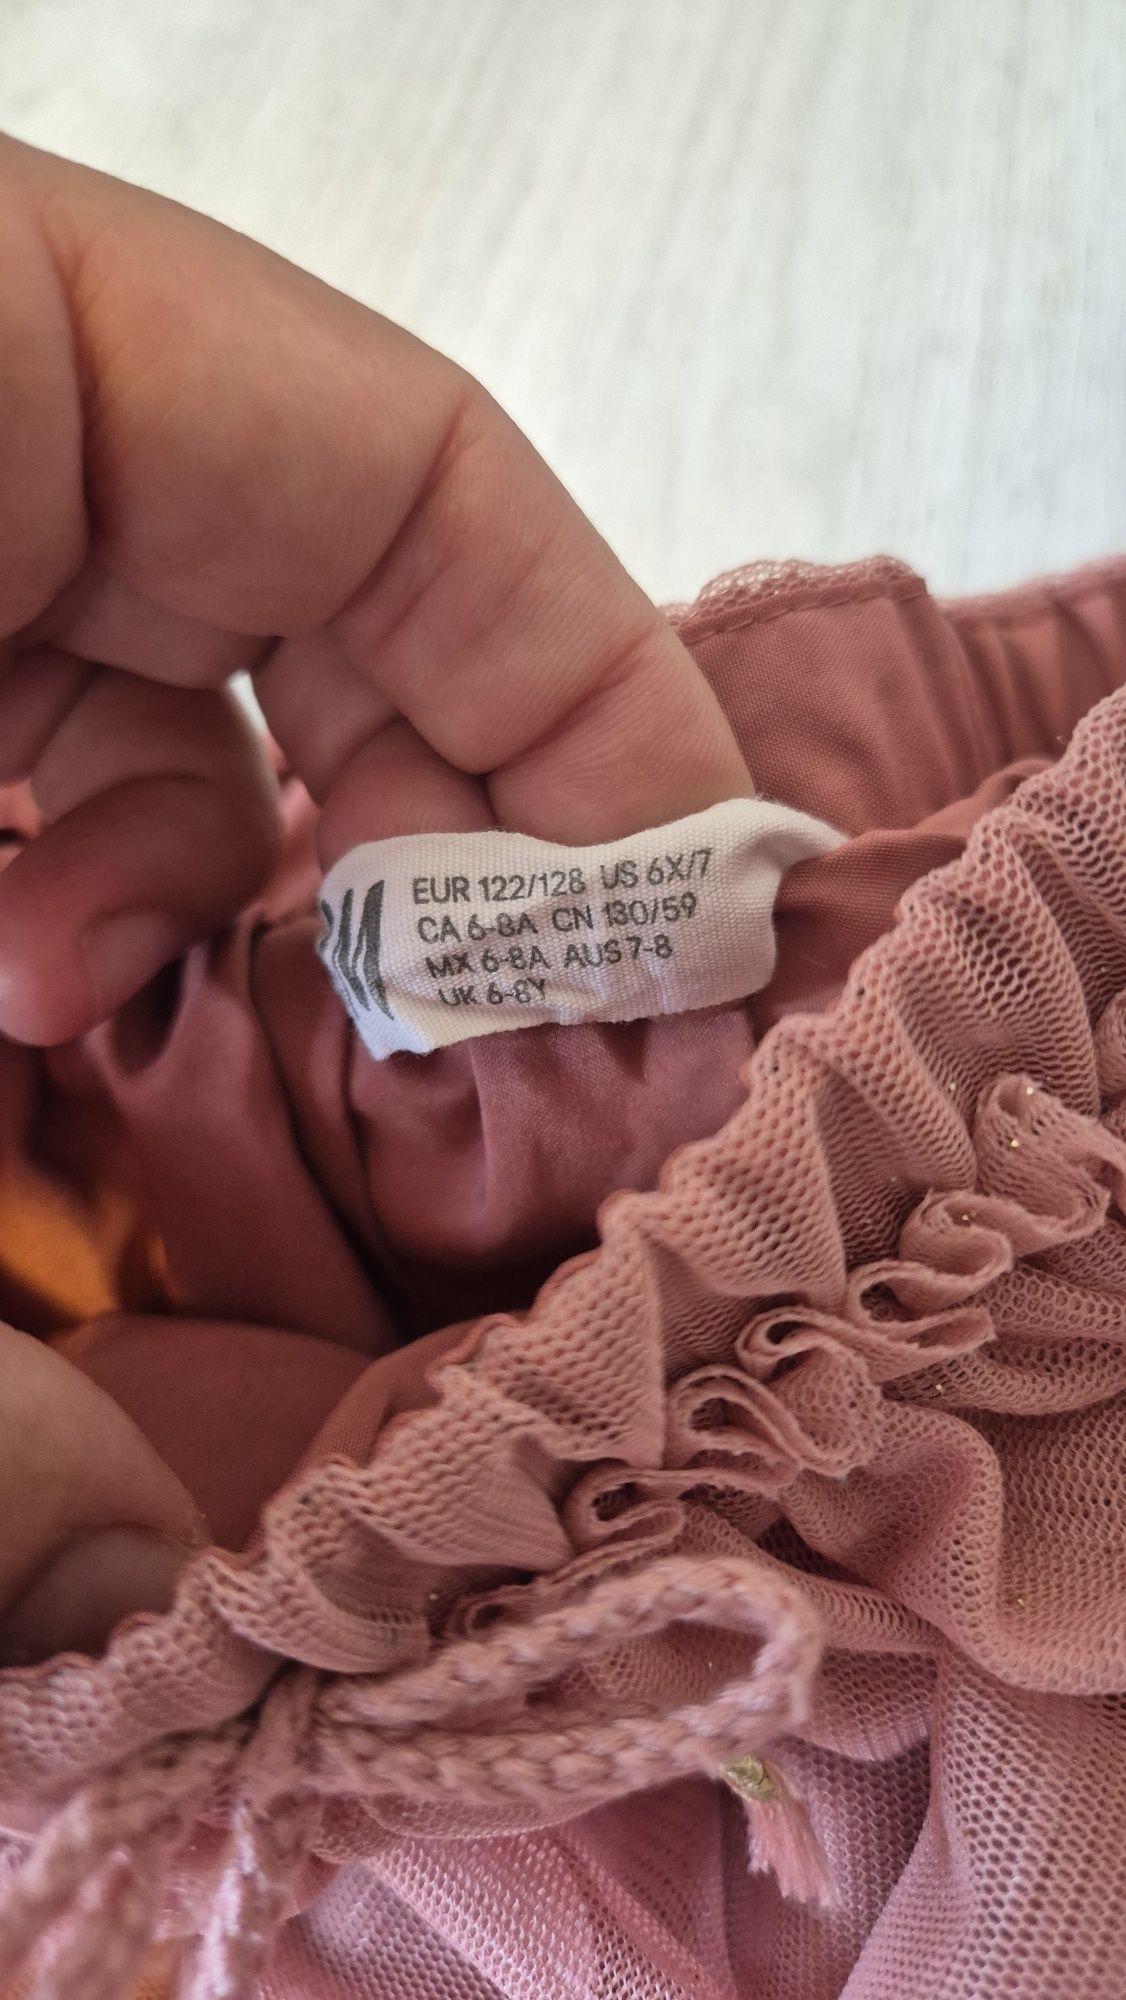 EUR 122/128 US 6X/7
CA 6-8A CN 130/59
MX 6-8A AUS 7-8
UK 6-8Y